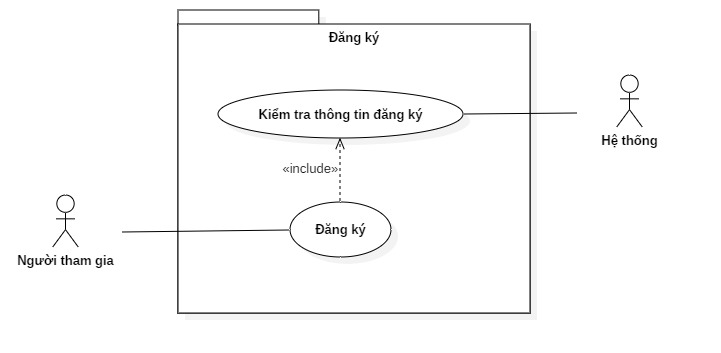 Đăng ký
Kiểm tra thông tin đăng ký
Hệ thống
«include»
Đăng ký
Người tham gia